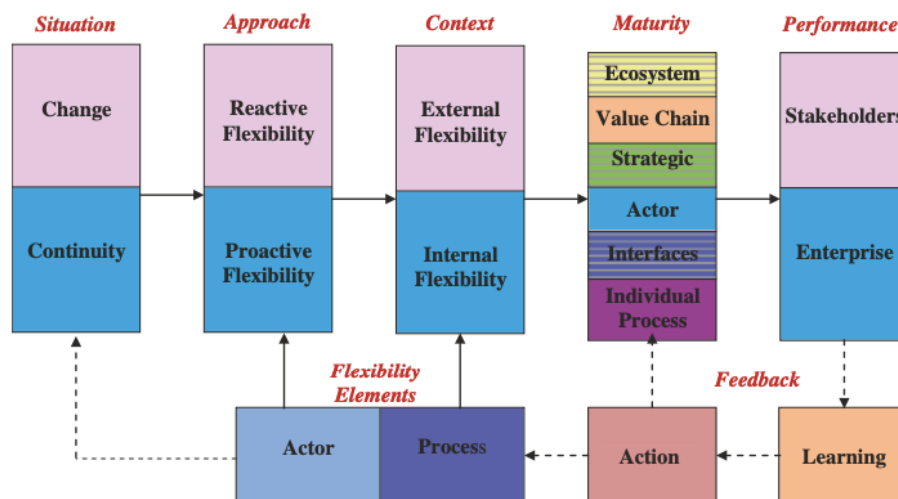 Situation
Approach
Context
Maturity
Performance
Change
Continuity
Reactive
Flexibility
Proactive
Flexibility
External
Flexibility
Internal
Flexibility
Ecosystem
Value Chain
Strategic
Actor
Interfaces
Individual
Process
Stakeholders
Enterprise
Flexibility
Elements
Feedback
Actor
Process
Action
Learning